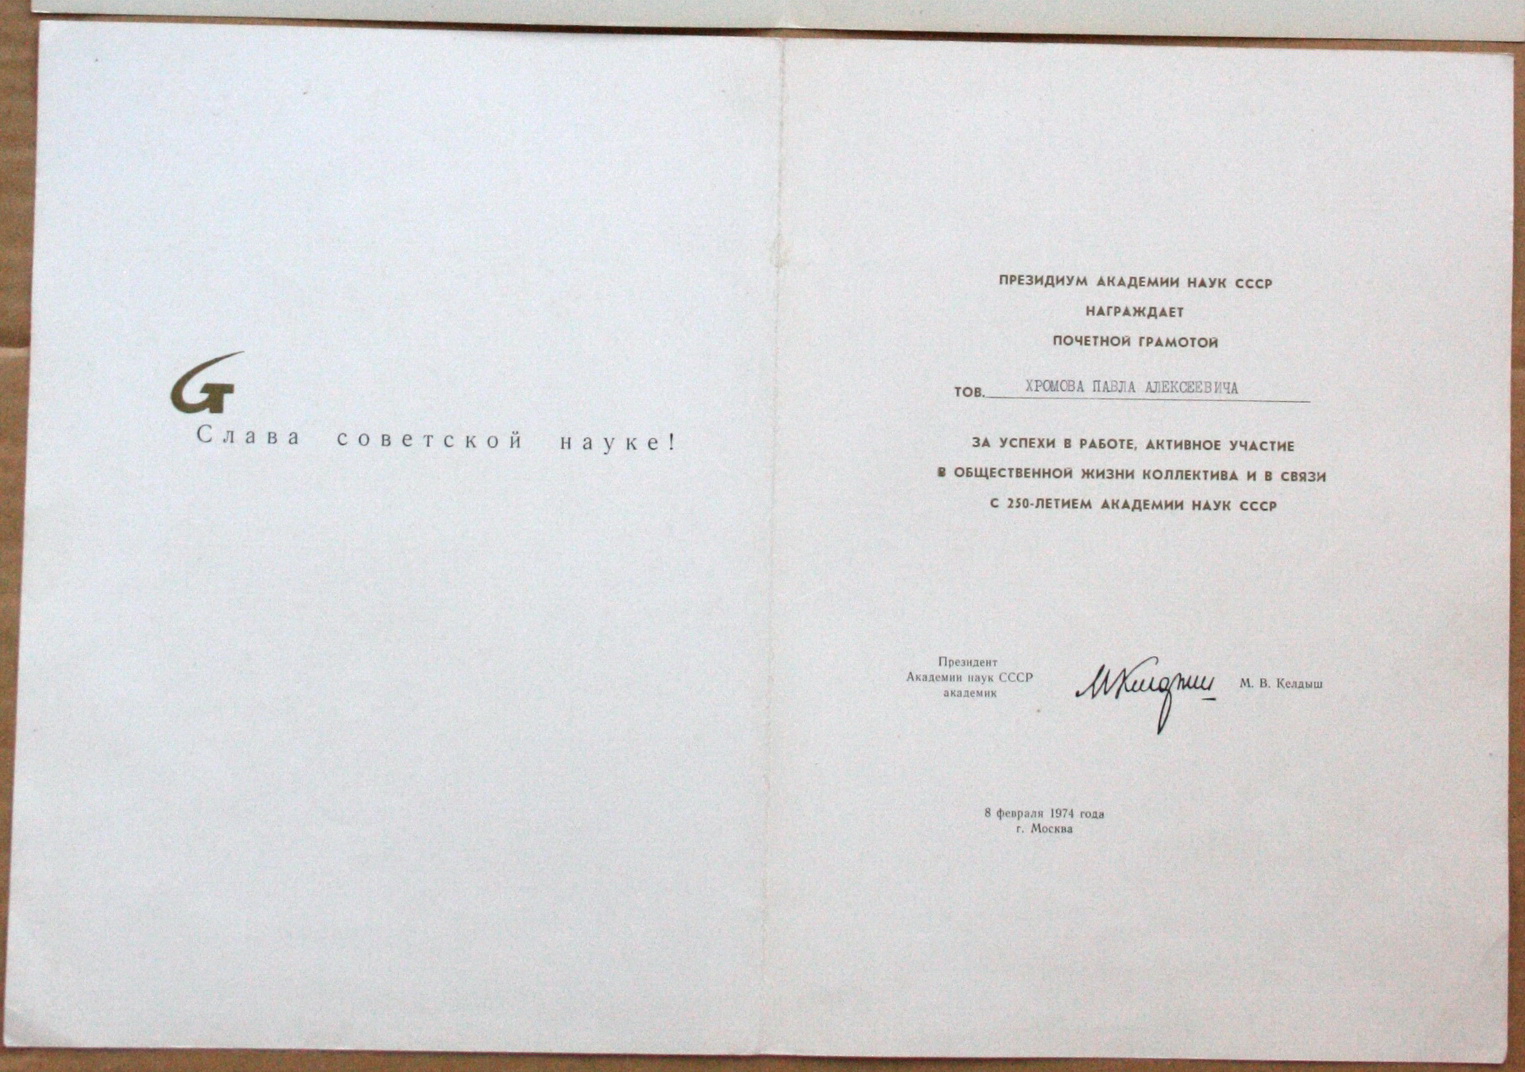 Слава советской науке!
ПРЕЗИДИУМ АКАДЕМИИ НАУК СССР
НАГРАЖДАЕТ
ПОЧЕТНОЙ ГРАМОТОЙ
ТОВ. ХРОМОВА ПАВЛА АЛЕКСЕЕВИЧА
ЗА УСПЕХИ В РАБОТЕ, АКТИВНОЕ УЧАСТИЕ
В ОБЩЕСТВЕННОЙ ЖИЗНИ КОЛЛЕКТИВА И В СВЯЗИ
С 250-ЛЕТИЕМ АКАДЕМИИ НАУК СССР
Президент
Академии наук СССР
академик
МКелдыш
М. В. Келдыш
8 февраля 1974 года
г. Москва